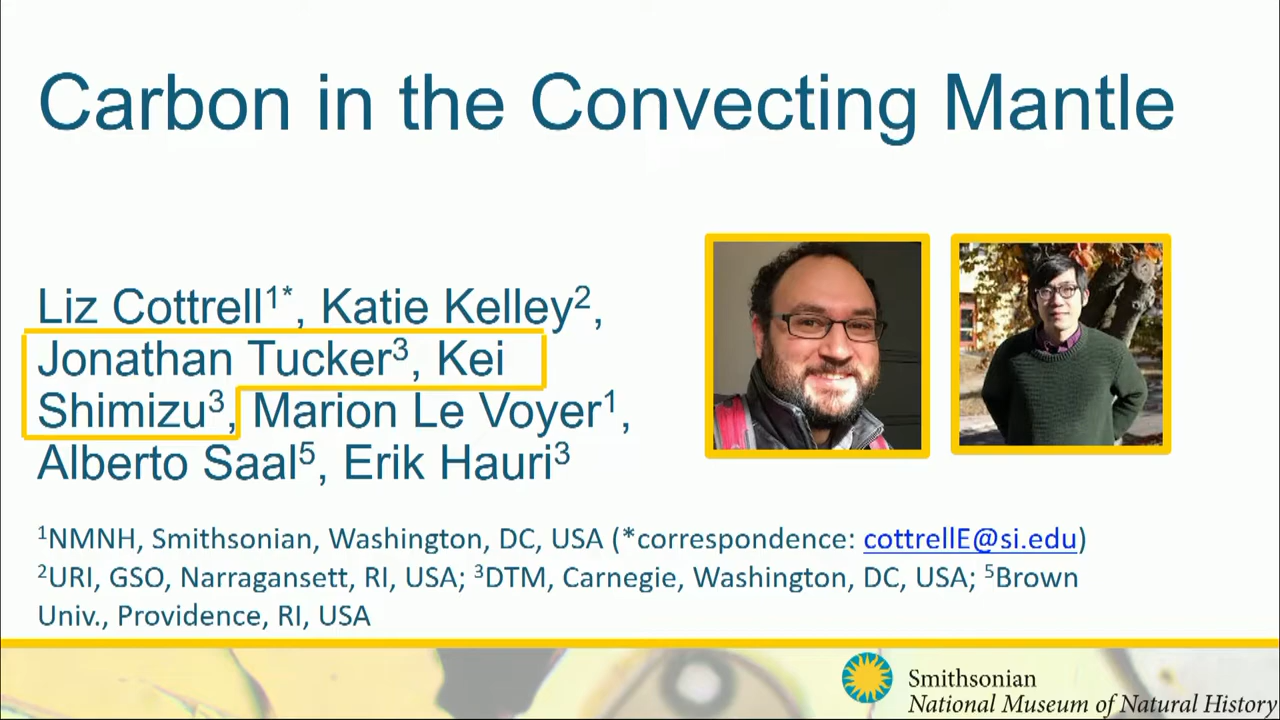 Carbon in the Convecting Mantle
Liz Cottrell¹*, Katie Kelley²,
Jonathan Tucker³, Kei
Shimizu³, Marion Le Voyer¹,
Alberto Saal⁵, Erik Hauri³
¹NMNH, Smithsonian, Washington, DC, USA (*correspondence: cottrellE@si.edu)
²URI, GSO, Narragansett, RI, USA; ³DTM, Carnegie, Washington, DC, USA; ⁵Brown
Univ., Providence, RI, USA
Smithsonian
National Museum of Natural History